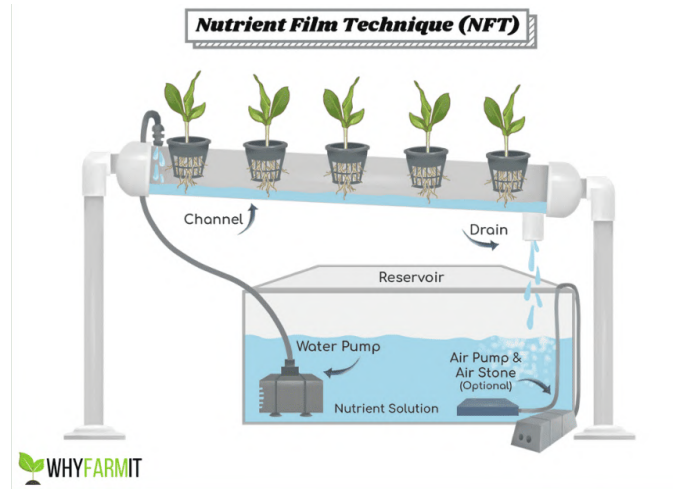 Nutrient Film Technique (NFT)
Channel
Drain
Reservoir
Water Pump
Air Pump &
Air Stone
(Optional)
Nutrient Solution
WHYFARMIT